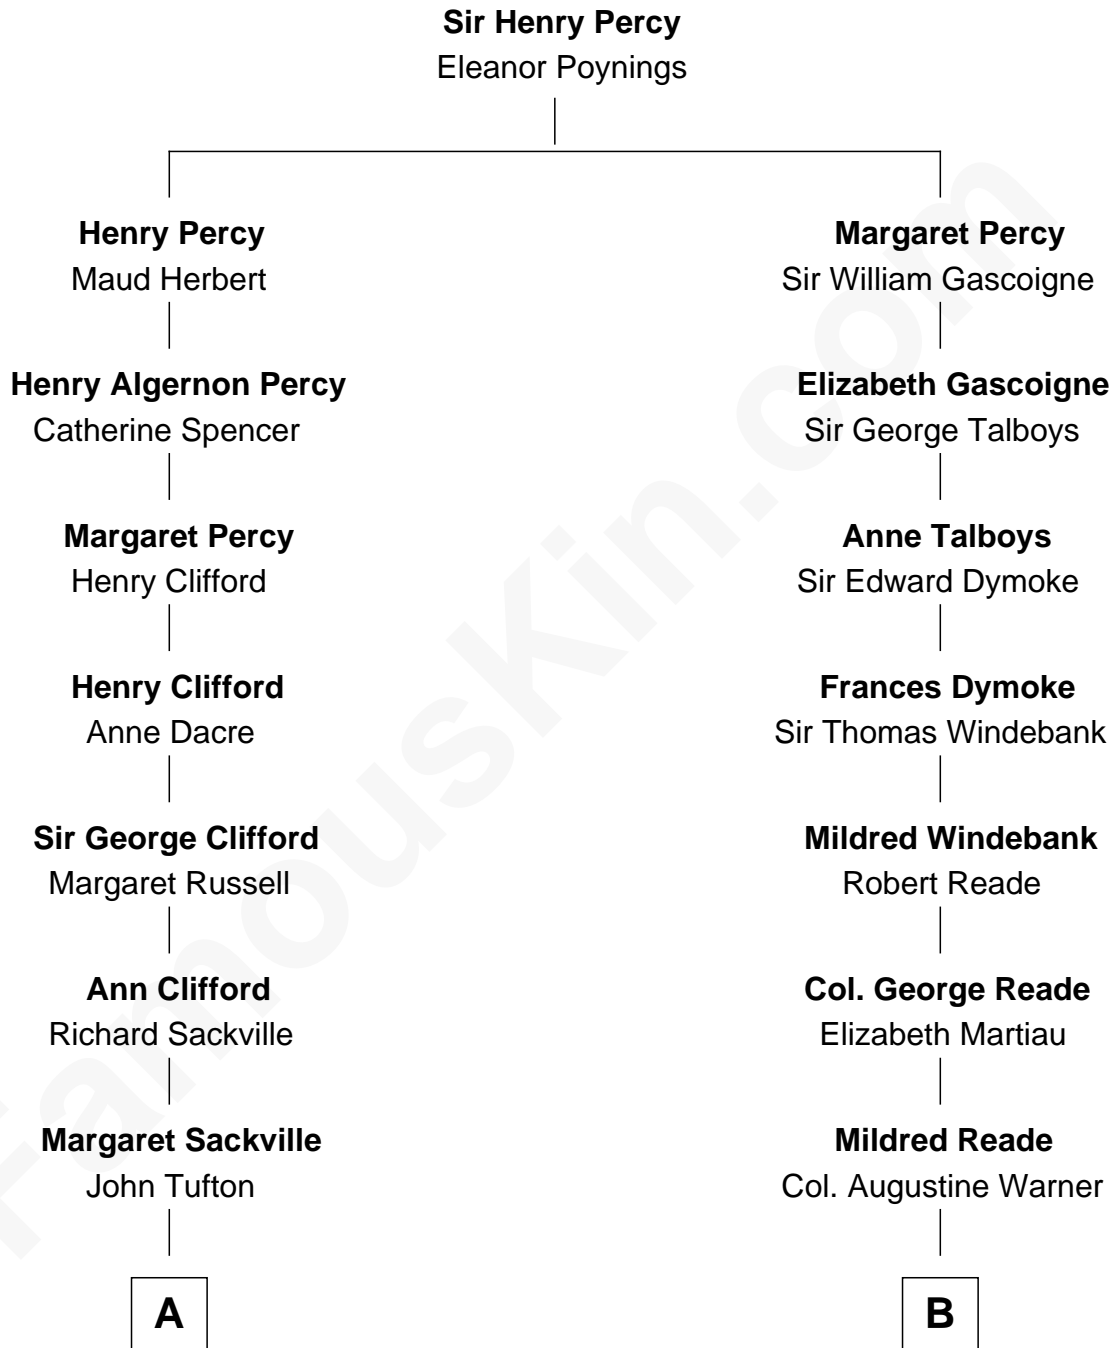 Sir Henry Percy
Eleanor Poynings
Henry Percy
Maud Herbert
Margaret Percy
Sir William Gascoigne
Henry Algernon Percy
Catherine Spencer
Elizabeth Gascoigne
Sir George Talboys
Margaret Percy
Henry Clifford
Anne Talboys
Sir Edward Dymoke
Henry Clifford
Anne Dacre
Frances Dymoke
Sir Thomas Windebank
Sir George Clifford
Margaret Russell
Mildred Windebank
Robert Reade
Ann Clifford
Richard Sackville
Col. George Reade
Elizabeth Martiau
Margaret Sackville
John Tufton
Mildred Reade
Col. Augustine Warner
A
B
FamousKin.com